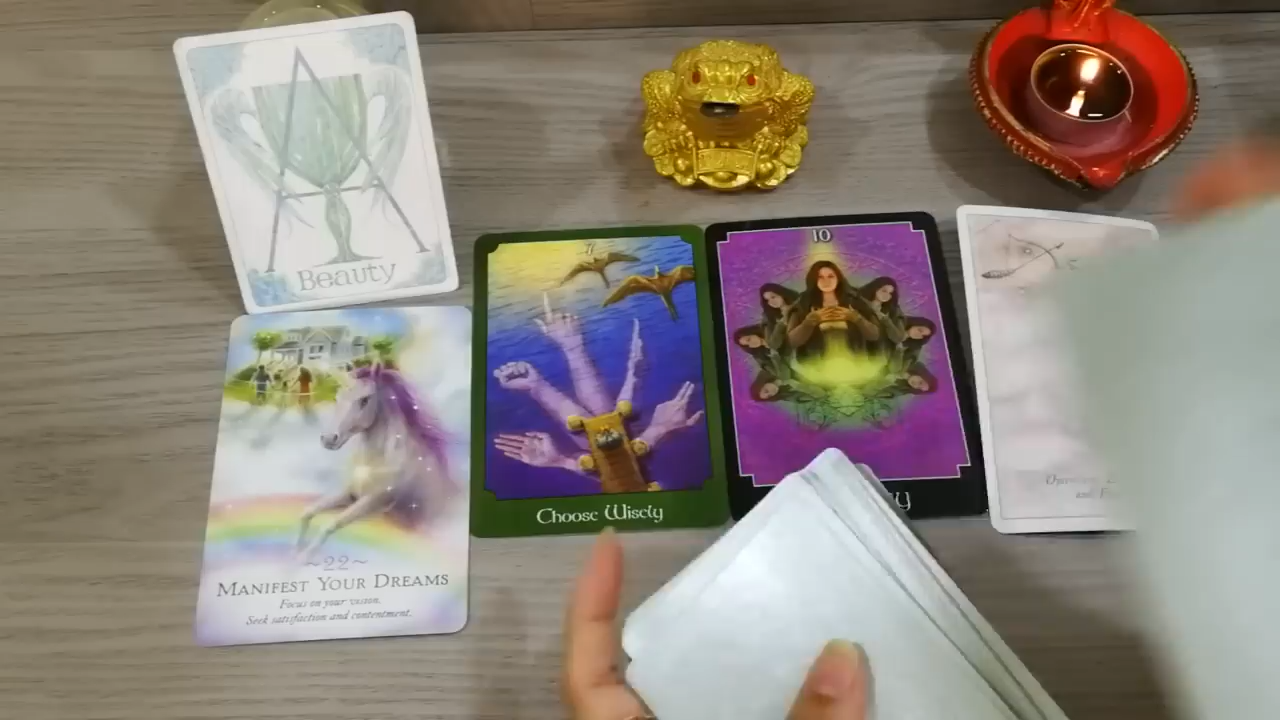 Beauty
7
10
Choose Wisely
~22~
MANIFEST YOUR DREAMS
Focus on your vision.
Seek satisfaction and contentment.